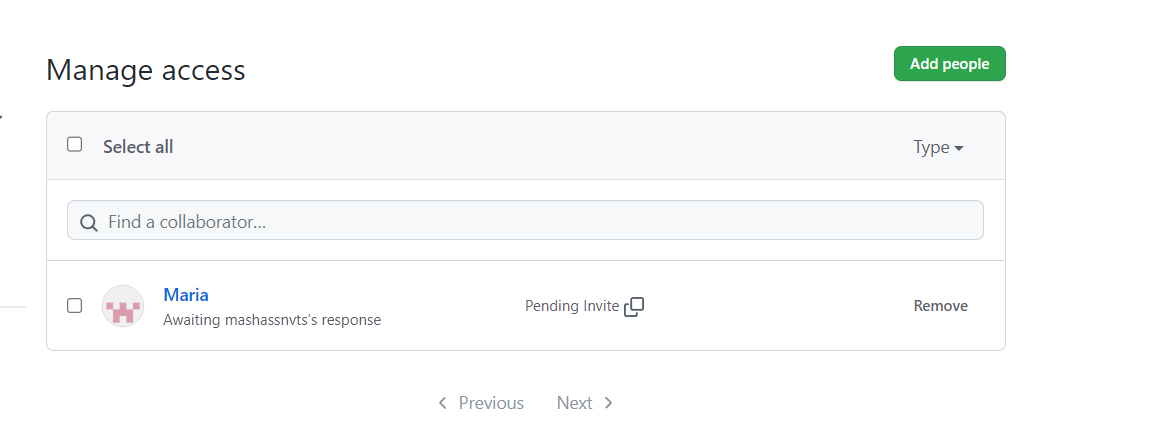 Manage access
Add people
Select all
Type
Find a collaborator...
Maria
Awaiting mashassnvts's response
Pending Invite
Remove
Previous
Next